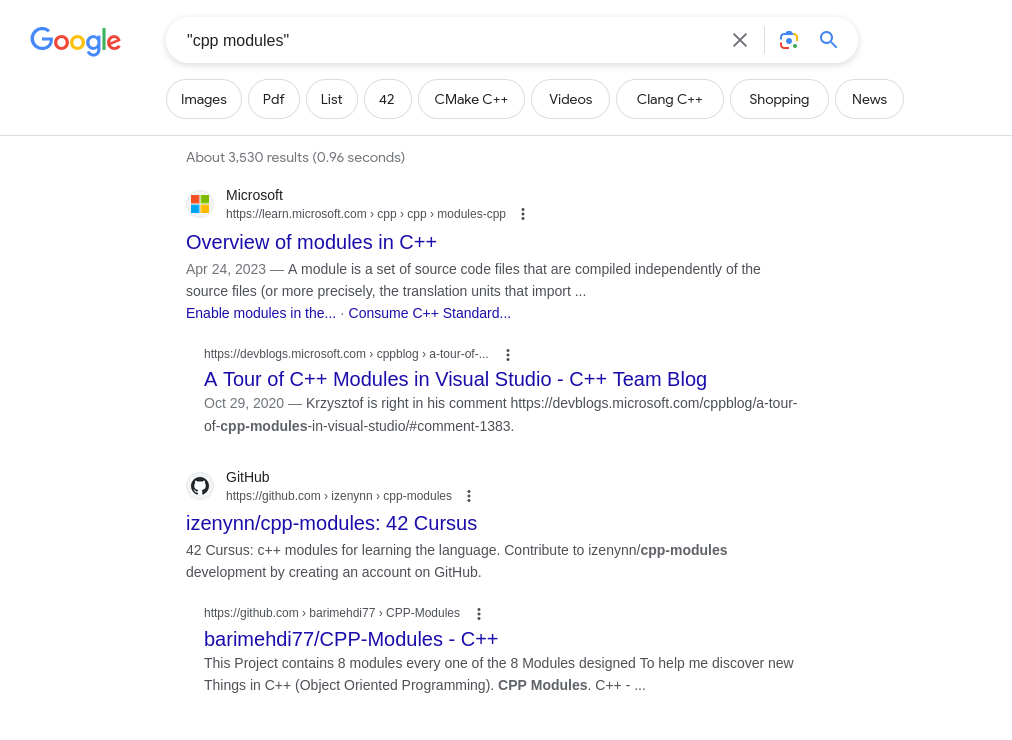 Google
"cpp modules"
Images Pdf List 42 CMake C++ Videos Clang C++ Shopping News
About 3,530 results (0.96 seconds)
Microsoft
https://learn.microsoft.com › cpp › cpp › modules-cpp
Overview of modules in C++
Apr 24, 2023 — A module is a set of source code files that are compiled independently of the
source files (or more precisely, the translation units that import ...
Enable modules in the... · Consume C++ Standard...
https://devblogs.microsoft.com › cppblog › a-tour-of-...
A Tour of C++ Modules in Visual Studio - C++ Team Blog
Oct 29, 2020 — Krzysztof is right in his comment https://devblogs.microsoft.com/cppblog/a-tour-
of-cpp-modules-in-visual-studio/#comment-1383.
GitHub
https://github.com › izenynn › cpp-modules
izenynn/cpp-modules: 42 Cursus
42 Cursus: c++ modules for learning the language. Contribute to izenynn/cpp-modules
development by creating an account on GitHub.
https://github.com › barimehdi77 › CPP-Modules
barimehdi77/CPP-Modules - C++
This Project contains 8 modules every one of the 8 Modules designed To help me discover new
Things in C++ (Object Oriented Programming). CPP Modules. C++ - ...